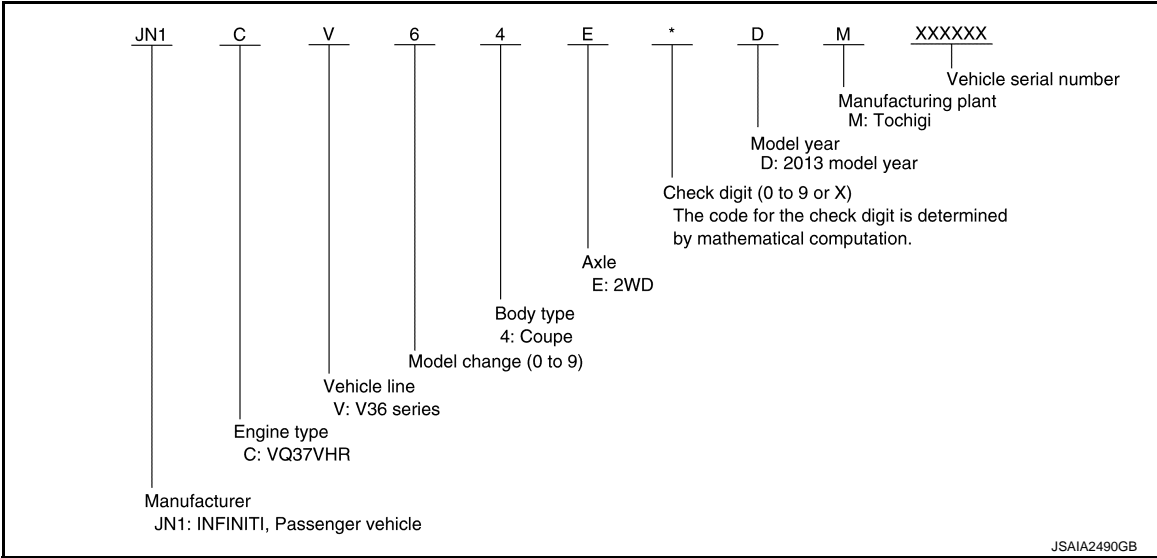 JN1 C V 6 4 E * D M XXXXXX
Vehicle serial number
Manufacturing plant
M: Tochigi
Model year
D: 2013 model year
Check digit (0 to 9 or X)
The code for the check digit is determined
by mathematical computation.
Axle
E: 2WD
Body type
4: Coupe
Model change (0 to 9)
Vehicle line
V: V36 series
Engine type
C: VQ37VHR
Manufacturer
JN1: INFINITI, Passenger vehicle
JSAIA2490GB